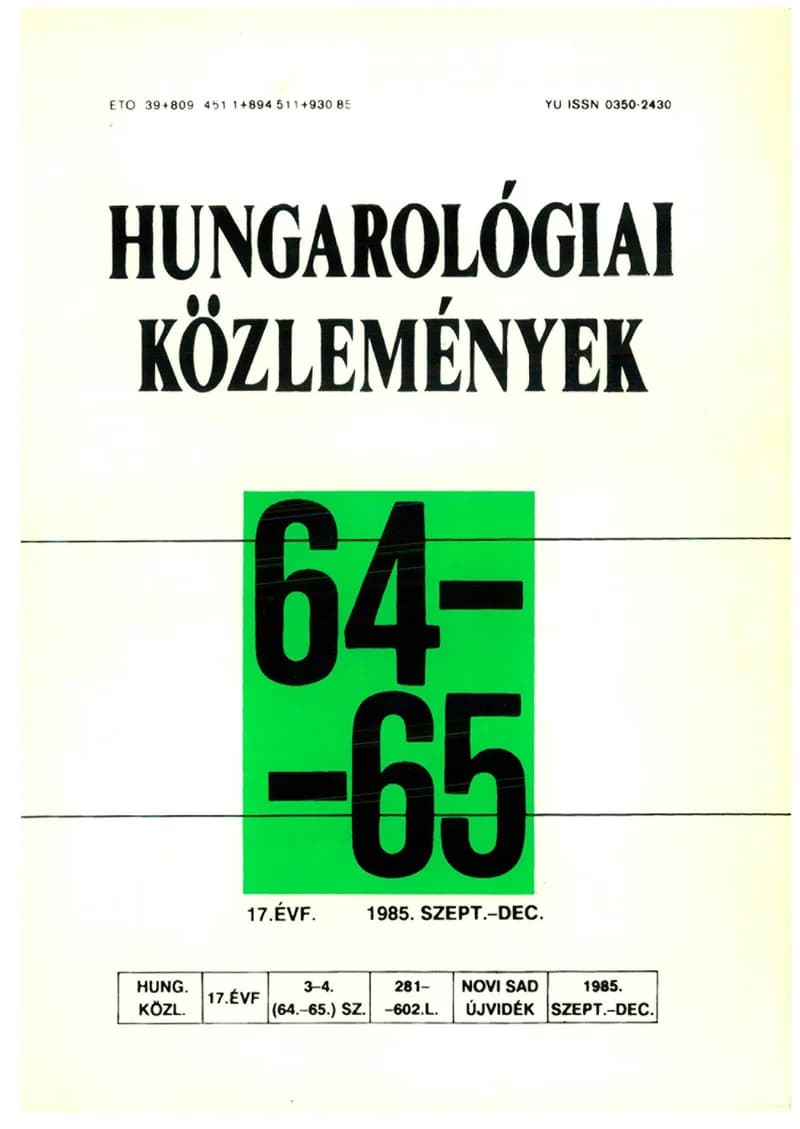 ETO 39+809 451 1+894 511+930 85
YU ISSN 0350-2430
HUNGAROLÓGIAI
KÖZLEMÉNYEK
64–
–65
17.ÉVF. 1985. SZEPT.–DEC.
HUNG. KÖZL.
17.ÉVF
3–4. (64.–65.) SZ.
281– –602.L.
NOVI SAD ÚJVIDÉK
1985. SZEPT.–DEC.